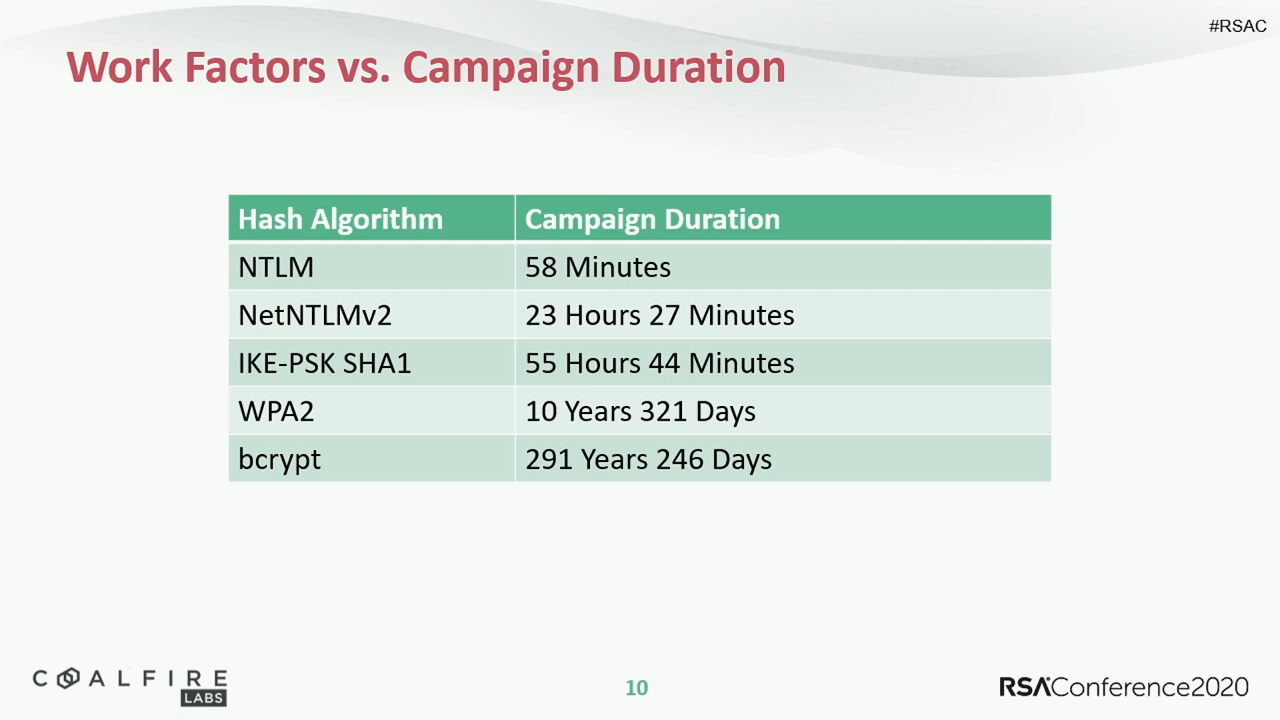 #RSAC
Work Factors vs. Campaign Duration
Hash Algorithm Campaign Duration
NTLM 58 Minutes
NetNTLMv2 23 Hours 27 Minutes
IKE-PSK SHA1 55 Hours 44 Minutes
WPA2 10 Years 321 Days
bcrypt 291 Years 246 Days
COALFIRE
LABS
10
RSAConference2020